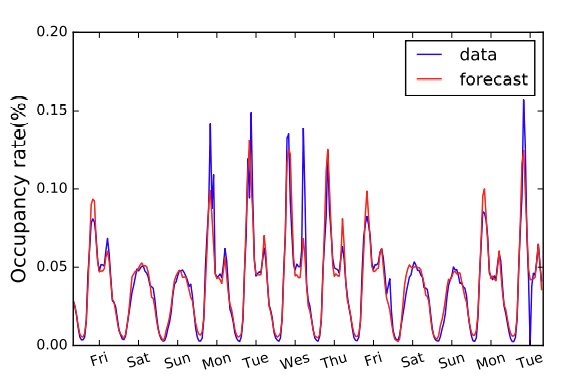 0.20
data
forecast
0.15
0.10
0.05
0.00
Occupancy rate(%)
Fri Sat Sun Mon Tue Wes Thu Fri Sat Sun Mon Tue